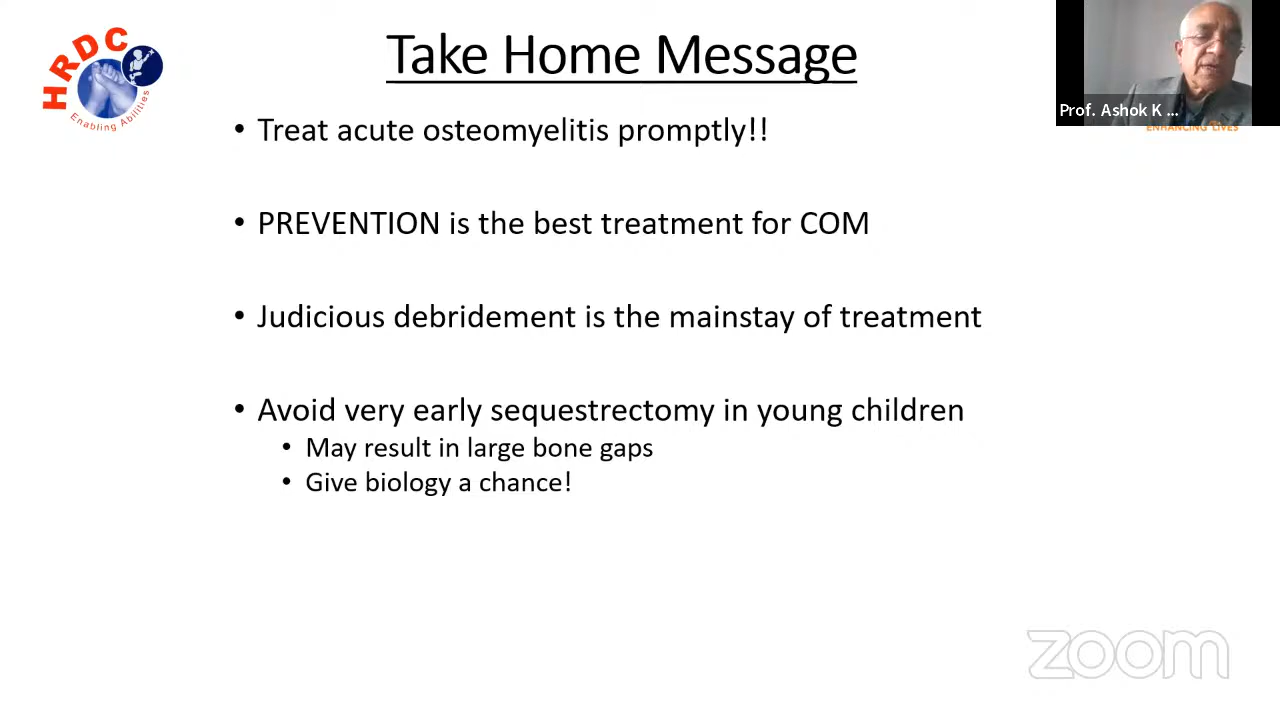 HRDC
Enabling Abilities
Take Home Message
Prof. Ashok K ...
ENHANCING LIVES
• Treat acute osteomyelitis promptly!!
• PREVENTION is the best treatment for COM
• Judicious debridement is the mainstay of treatment
• Avoid very early sequestrectomy in young children
• May result in large bone gaps
• Give biology a chance!
zoom